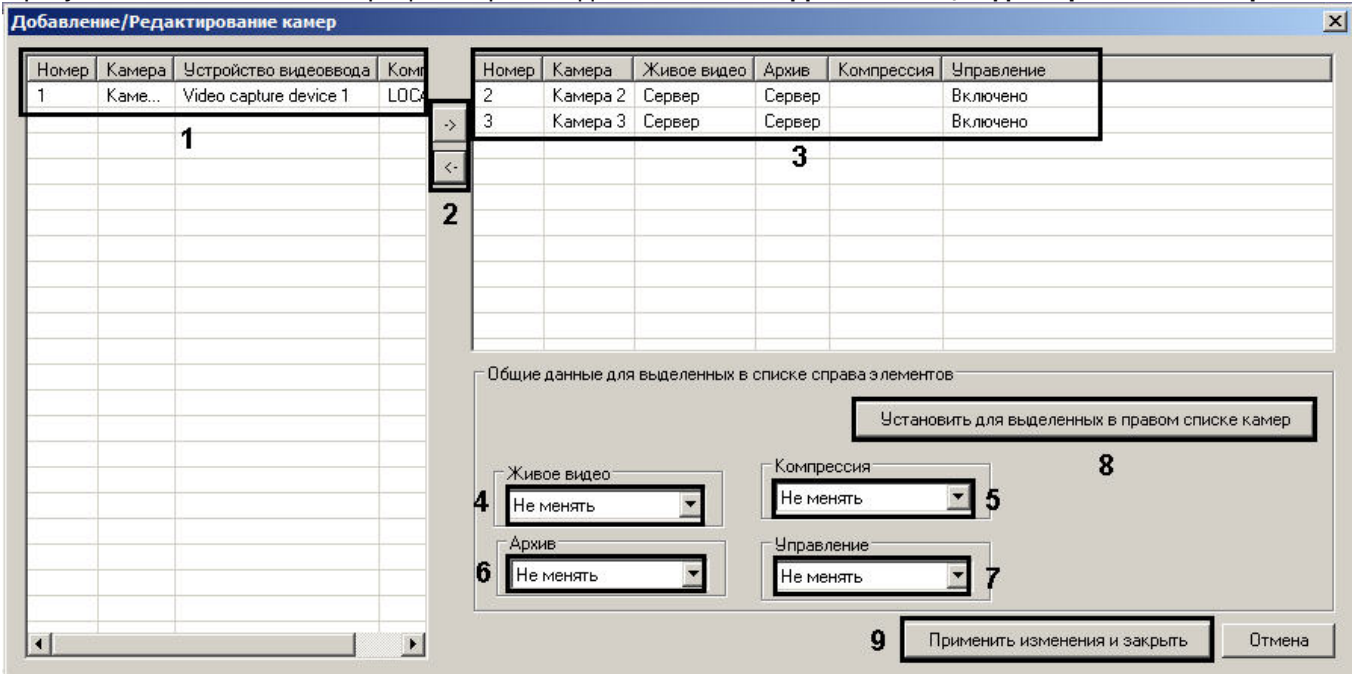 Добавление/Редактирование камер
Номер Камера Устройство видеоввода Комп
1 Каме... Video capture device 1 LOCA
1
->
<-
2
Номер Камера Живое видео Архив Компрессия Управление
2 Камера 2 Сервер Сервер Включено
3 Камера 3 Сервер Сервер Включено
3
Общие данные для выделенных в списке справа элементов
Установить для выделенных в правом списке камер
8
Живое видео Компрессия
4 Не менять Не менять 5
Архив Управление
6 Не менять Не менять 7
9 Применить изменения и закрыть Отмена